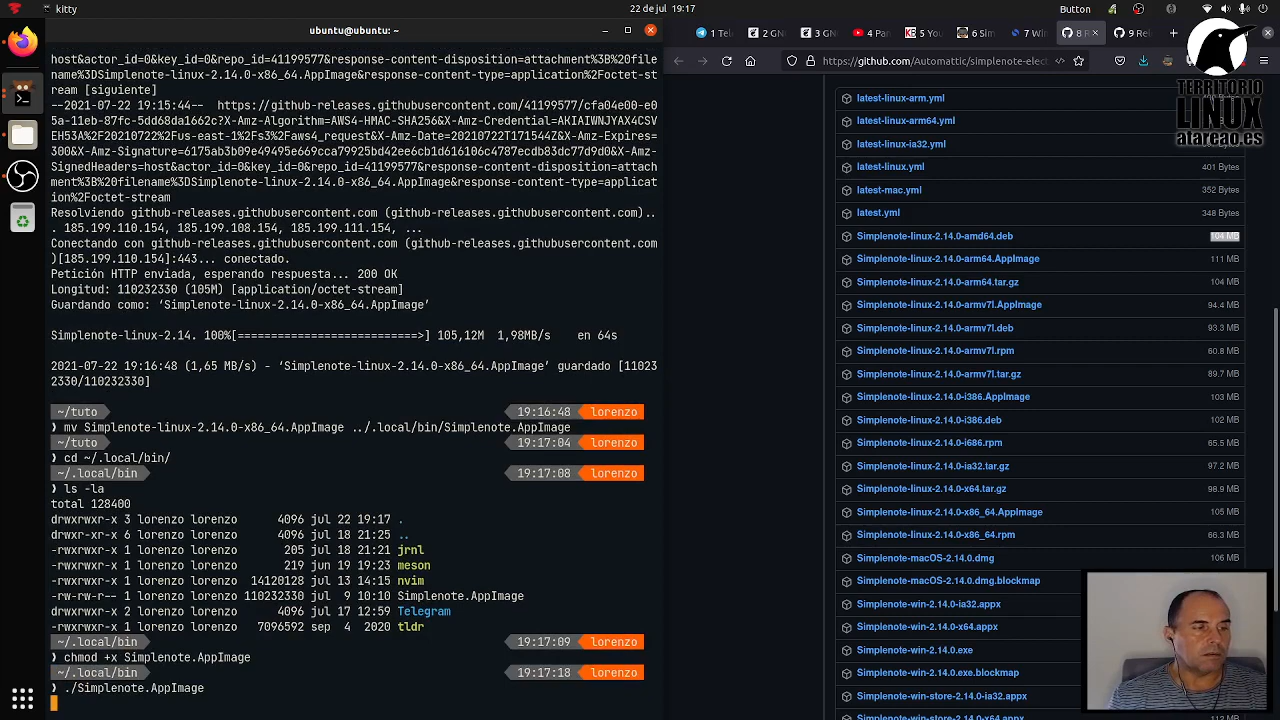 kitty
22 de jul 19:17
Button
ubuntu@ubuntu: ~
host&actor_id=0&key_id=0&repo_id=41199577&response-content-disposition=attachment%3B%20file
name%3DSimplenote-linux-2.14.0-x86_64.AppImage&response-content-type=application%2Foctet-st
ream [siguiente]
--2021-07-22 19:15:44-- https://github-releases.githubusercontent.com/41199577/cfa04e00-e0
5a-11eb-87fc-5dd68da1662c?X-Amz-Algorithm=AWS4-HMAC-SHA256&X-Amz-Credential=AKIAIWNJYAX4CSV
EH53A%2F20210722%2Fus-east-1%2Fs3%2Faws4_request&X-Amz-Date=20210722T171544Z&X-Amz-Expires=
300&X-Amz-Signature=6175ab3b09e49495e669cca79925bd42ee6cb1d616106c4787ecdb83dc77d9d0&X-Amz-
SignedHeaders=host&actor_id=0&key_id=0&repo_id=41199577&response-content-disposition=attach
ment%3B%20filename%3DSimplenote-linux-2.14.0-x86_64.AppImage&response-content-type=applicat
ion%2Foctet-stream
Resolviendo github-releases.githubusercontent.com (github-releases.githubusercontent.com)..
. 185.199.110.154, 185.199.108.154, 185.199.111.154, ...
Conectando con github-releases.githubusercontent.com (github-releases.githubusercontent.com
)[185.199.110.154]:443... conectado.
Petición HTTP enviada, esperando respuesta... 200 OK
Longitud: 110232330 (105M) [application/octet-stream]
Guardando como: ‘Simplenote-linux-2.14.0-x86_64.AppImage’
Simplenote-linux-2.14. 100%[===========================>] 105,12M 1,98MB/s en 64s
2021-07-22 19:16:48 (1,65 MB/s) - ‘Simplenote-linux-2.14.0-x86_64.AppImage’ guardado [11023
2330/110232330]
~/tuto 19:16:48 lorenzo
❯ mv Simplenote-linux-2.14.0-x86_64.AppImage ../.local/bin/Simplenote.AppImage
~/tuto 19:17:04 lorenzo
❯ cd ~/.local/bin/
~/.local/bin 19:17:08 lorenzo
❯ ls -la
total 128400
drwxrwxr-x 3 lorenzo lorenzo 4096 jul 22 19:17 .
drwxr-xr-x 6 lorenzo lorenzo 4096 jul 18 21:25 ..
-rwxrwxr-x 1 lorenzo lorenzo 205 jul 18 21:21 jrnl
-rwxrwxr-x 1 lorenzo lorenzo 219 jun 19 19:23 meson
-rwxrwxr-x 1 lorenzo lorenzo 14120128 jul 13 14:15 nvim
-rw-rw-r-- 1 lorenzo lorenzo 110232330 jul 9 10:10 Simplenote.AppImage
drwxrwxr-x 2 lorenzo lorenzo 4096 jul 17 12:59 Telegram
-rwxrwxr-x 1 lorenzo lorenzo 7096592 sep 4 2020 tldr
~/.local/bin 19:17:09 lorenzo
❯ chmod +x Simplenote.AppImage
~/.local/bin 19:17:18 lorenzo
❯ ./Simplenote.AppImage
1 Tele
2 GN
3 GN
4 Pan
5 You
6 Sim
7 Win
8 R
9 Re
https://github.com/Automattic/simplenote-elect
TERRITORIO
LINUX
atareao.es
latest-linux-arm.yml
latest-linux-arm64.yml
latest-linux-ia32.yml
latest-linux.yml 401 Bytes
latest-mac.yml 352 Bytes
latest.yml 348 Bytes
Simplenote-linux-2.14.0-amd64.deb 104 MB
Simplenote-linux-2.14.0-arm64.AppImage 111 MB
Simplenote-linux-2.14.0-arm64.tar.gz 104 MB
Simplenote-linux-2.14.0-armv7l.AppImage 94.4 MB
Simplenote-linux-2.14.0-armv7l.deb 93.3 MB
Simplenote-linux-2.14.0-armv7l.rpm 60.8 MB
Simplenote-linux-2.14.0-armv7l.tar.gz 89.7 MB
Simplenote-linux-2.14.0-i386.AppImage 103 MB
Simplenote-linux-2.14.0-i386.deb 102 MB
Simplenote-linux-2.14.0-i686.rpm 65.5 MB
Simplenote-linux-2.14.0-ia32.tar.gz 97.2 MB
Simplenote-linux-2.14.0-x64.tar.gz 98.9 MB
Simplenote-linux-2.14.0-x86_64.AppImage 105 MB
Simplenote-linux-2.14.0-x86_64.rpm 66.3 MB
Simplenote-macOS-2.14.0.dmg 106 MB
Simplenote-macOS-2.14.0.dmg.blockmap
Simplenote-win-2.14.0-ia32.appx
Simplenote-win-2.14.0-x64.appx
Simplenote-win-2.14.0.exe
Simplenote-win-2.14.0.exe.blockmap
Simplenote-win-store-2.14.0-ia32.appx
Simplenote-win-store-2.14.0-x64.appx 112 MB